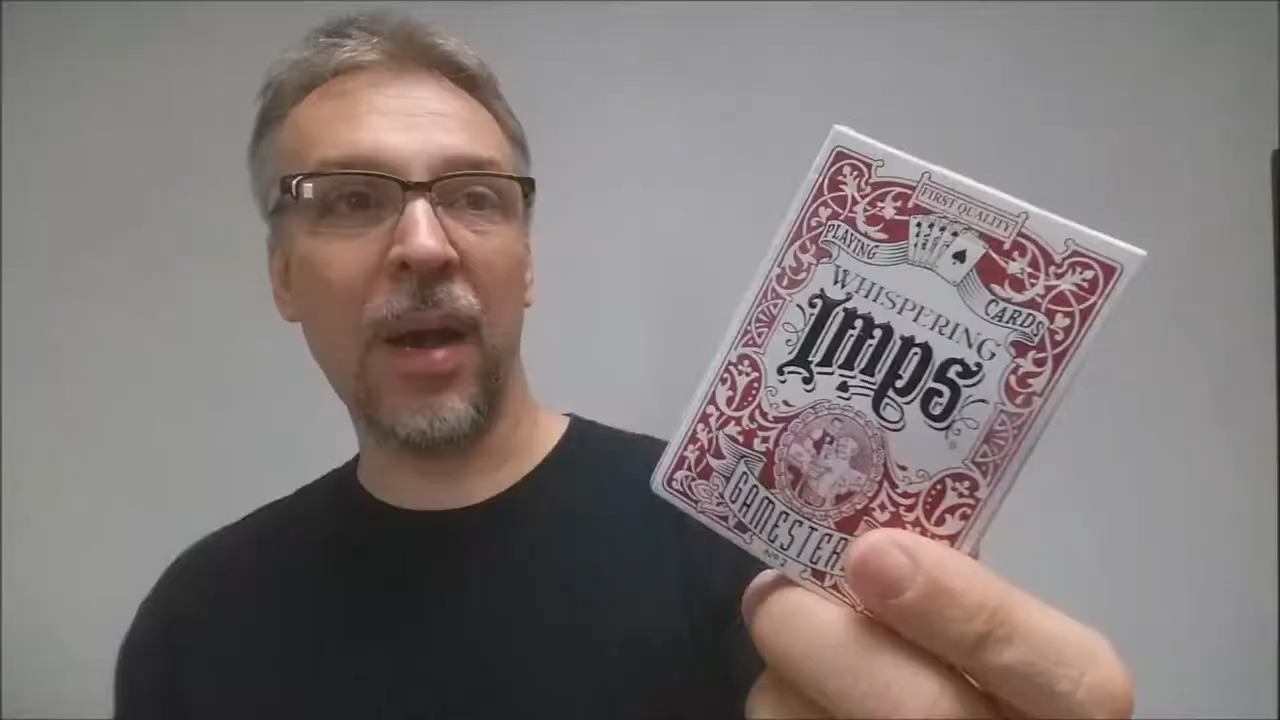 FIRST QUALITY
PLAYING CARDS
WHISPERING
Imps
GAMESTER